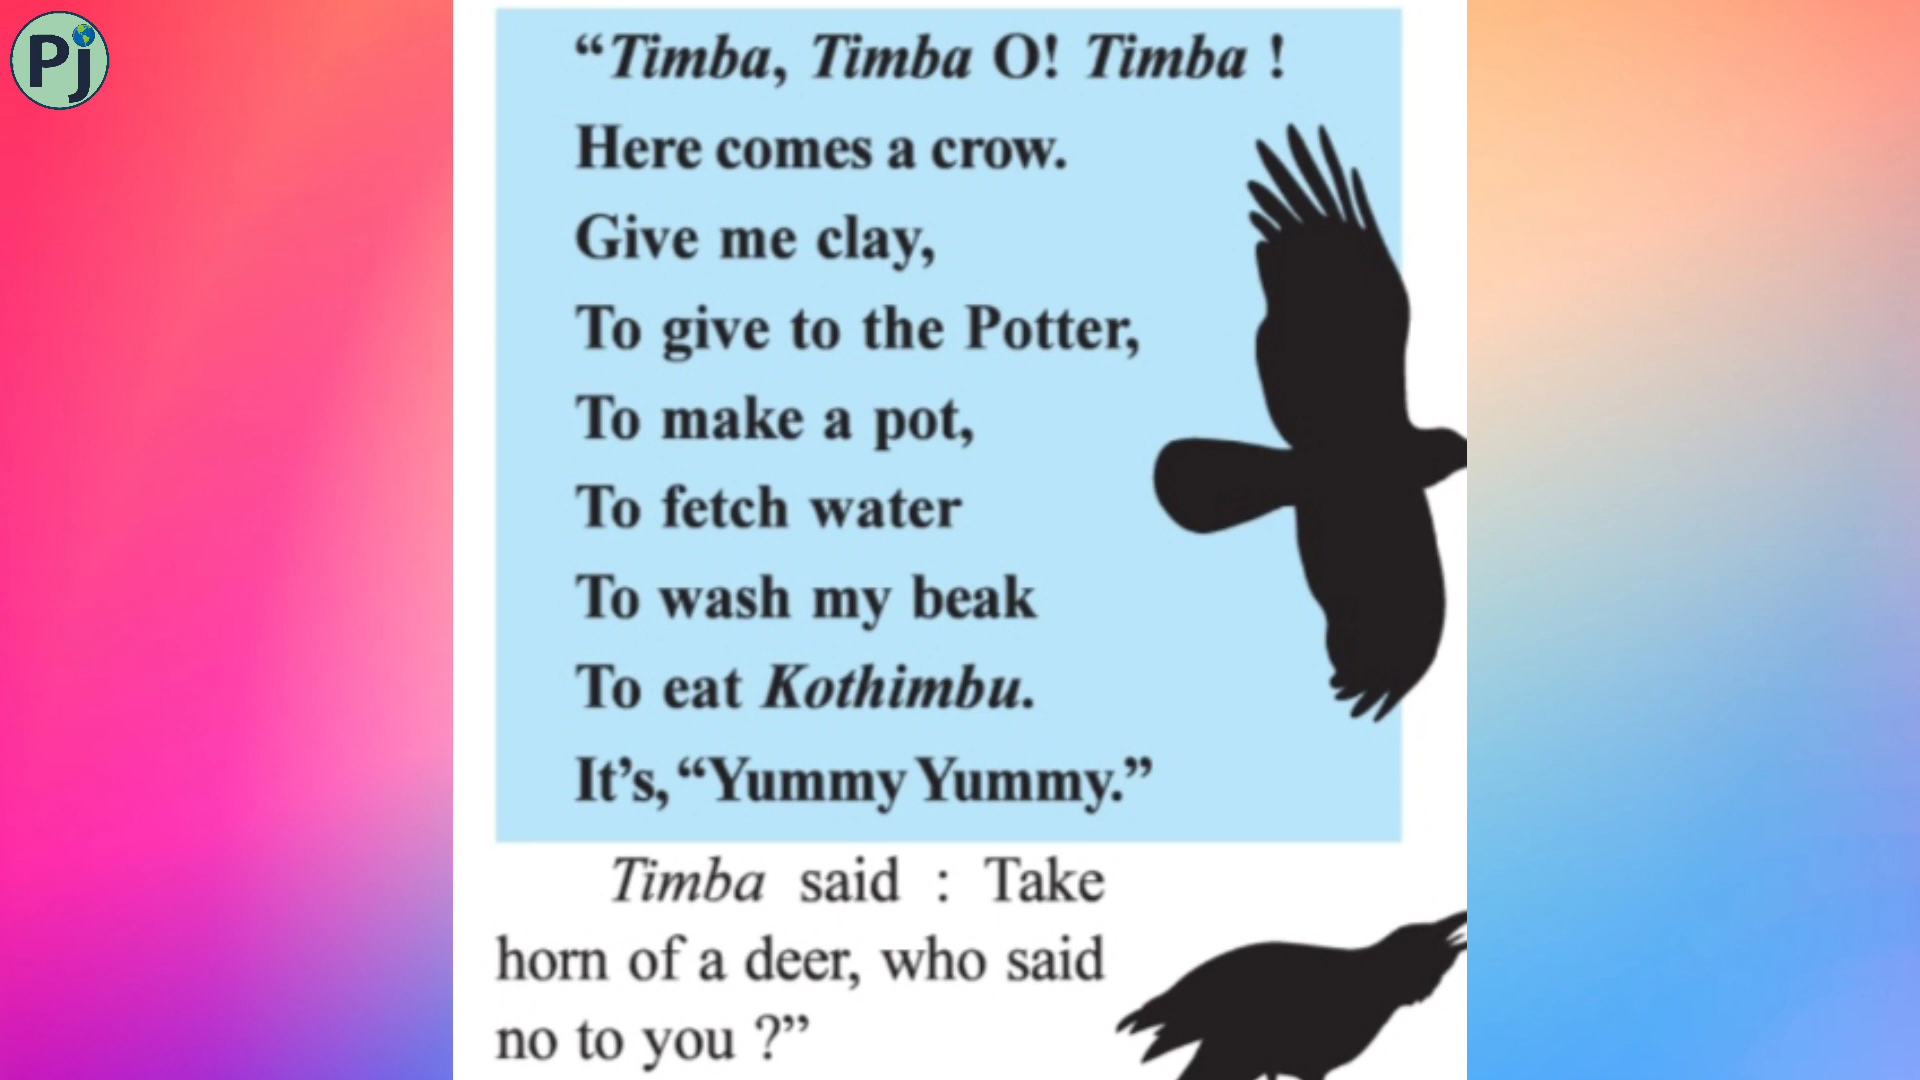 Pj
“Timba, Timba O! Timba !
Here comes a crow.
Give me clay,
To give to the Potter,
To make a pot,
To fetch water
To wash my beak
To eat Kothimbu.
It’s, “Yummy Yummy.”
Timba said : Take
horn of a deer, who said
no to you ?”